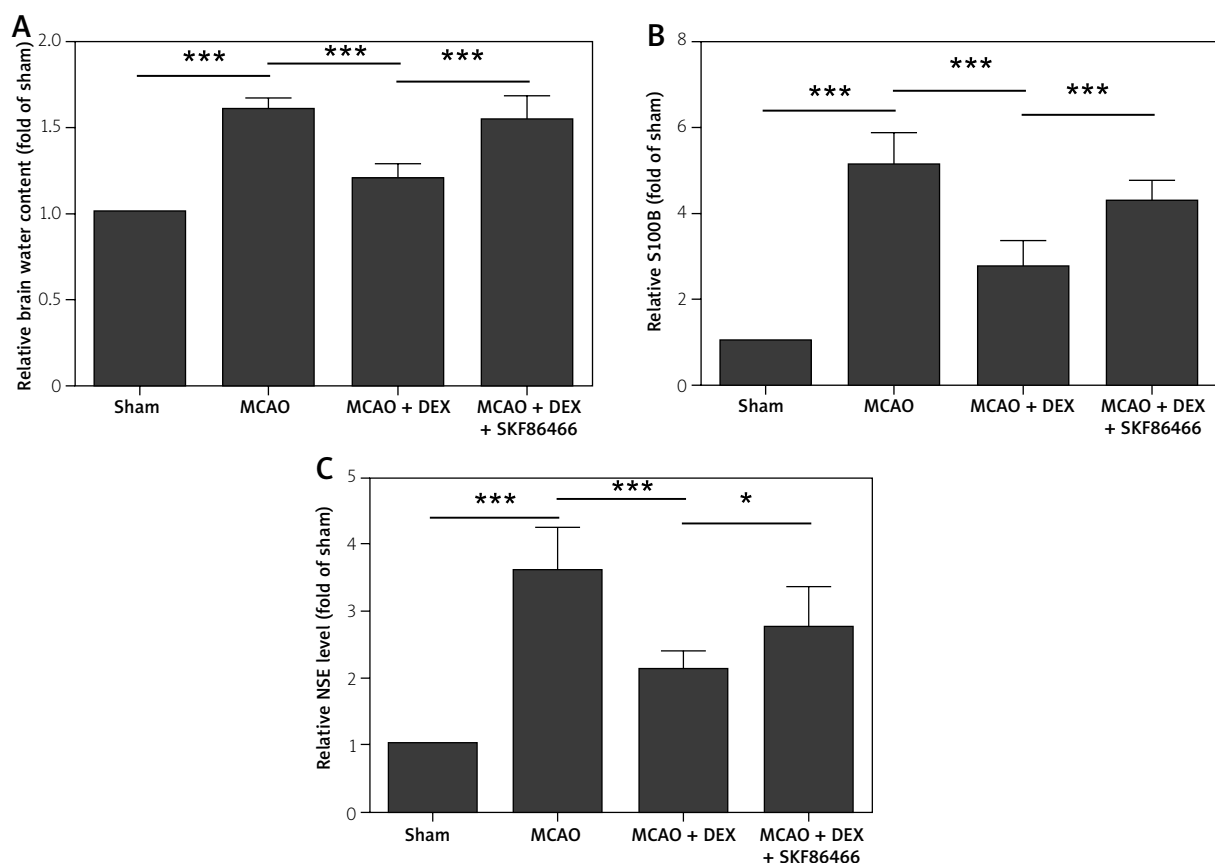 A
Relative brain water content (fold of sham)
2.0
1.5
1.0
0.5
0
***
***
***
Sham
MCAO
MCAO + DEX
MCAO + DEX
+ SKF86466
B
Relative S100B (fold of sham)
8
6
4
2
0
***
***
***
Sham
MCAO
MCAO + DEX
MCAO + DEX
+ SKF86466
C
Relative NSE level (fold of sham)
5
4
3
2
1
0
***
***
*
Sham
MCAO
MCAO + DEX
MCAO + DEX
+ SKF86466